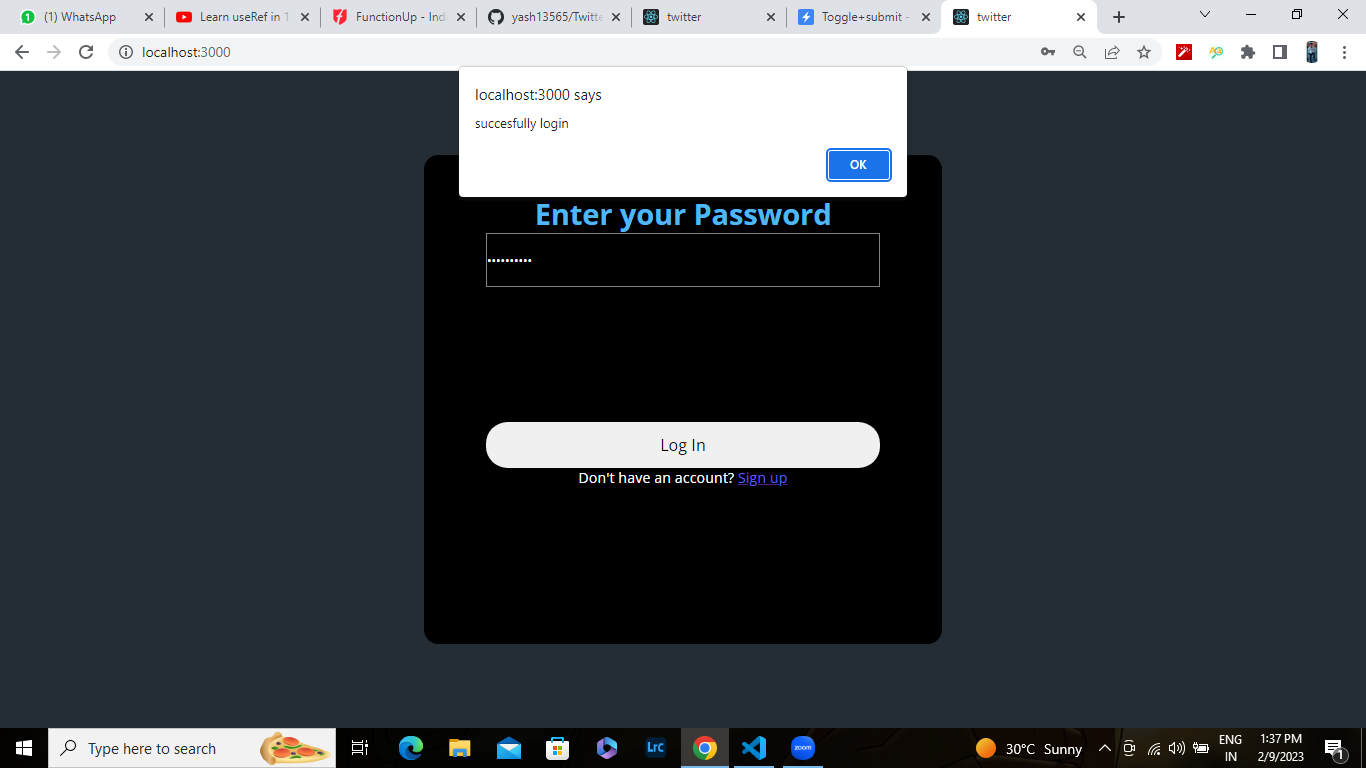 (1) WhatsApp
Learn useRef in 1
FunctionUp - Indi
yash13565/Twitte
twitter
Toggle+submit -
twitter
localhost:3000
localhost:3000 says
succesfully login
OK
Enter your Password
Log In
Don't have an account? Sign up
Type here to search
Lrc
zoom
30°C Sunny
ENG
IN
1:37 PM
2/9/2023
1